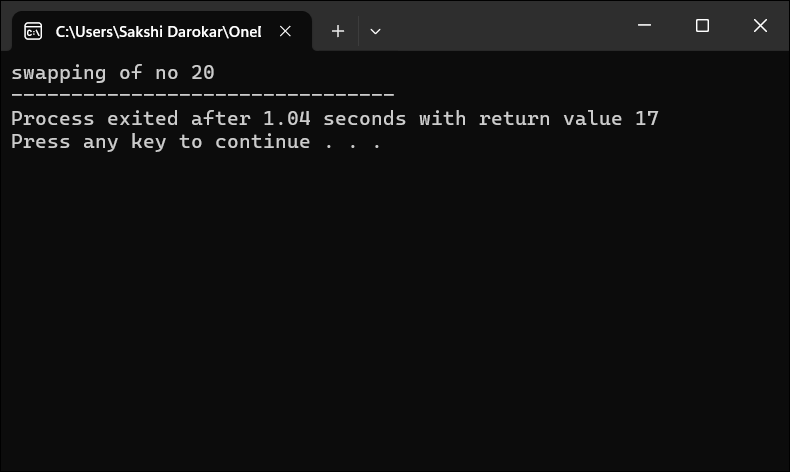 C:\Users\Sakshi Darokar\OneI
swapping of no 20
--------------------------------
Process exited after 1.04 seconds with return value 17
Press any key to continue . . .